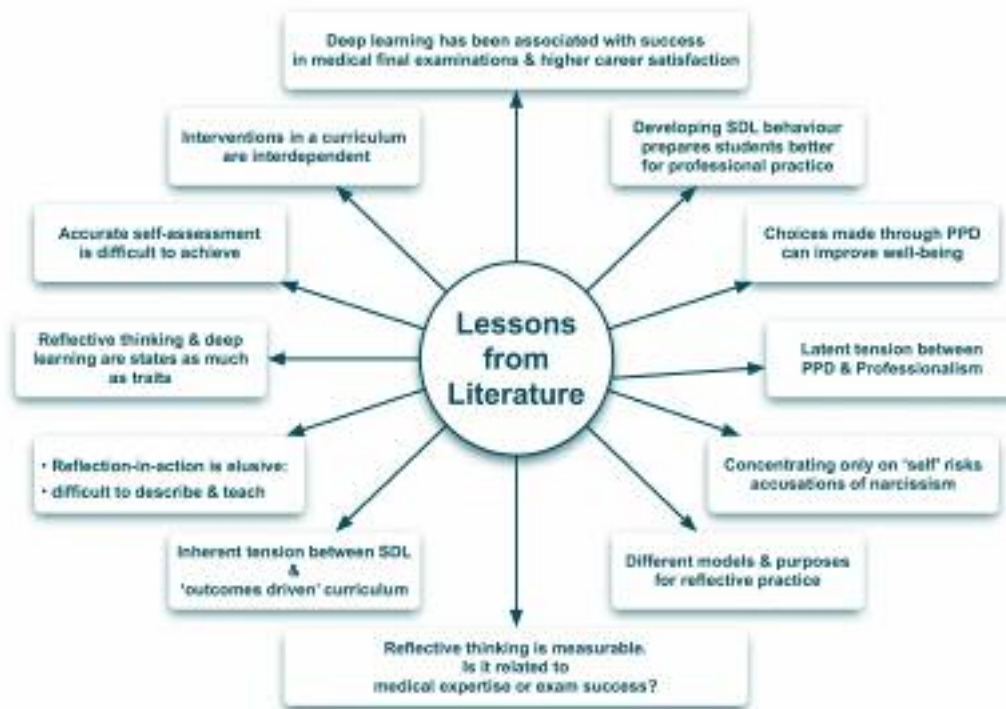 Deep learning has been associated with success
in medical final examinations & higher career satisfaction
Interventions in a curriculum
are interdependent
Developing SDL behaviour
prepares students better
for professional practice
Accurate self-assessment
is difficult to achieve
Choices made through PPD
can improve well-being
Lessons
from
Literature
Reflective thinking & deep
learning are states as much
as traits
Latent tension between
PPD & Professionalism
• Reflection-in-action is elusive:
• difficult to describe & teach
Concentrating only on 'self' risks
accusations of narcissism
Inherent tension between SDL
&
'outcomes driven' curriculum
Different models & purposes
for reflective practice
Reflective thinking is measurable.
Is it related to
medical expertise or exam success?